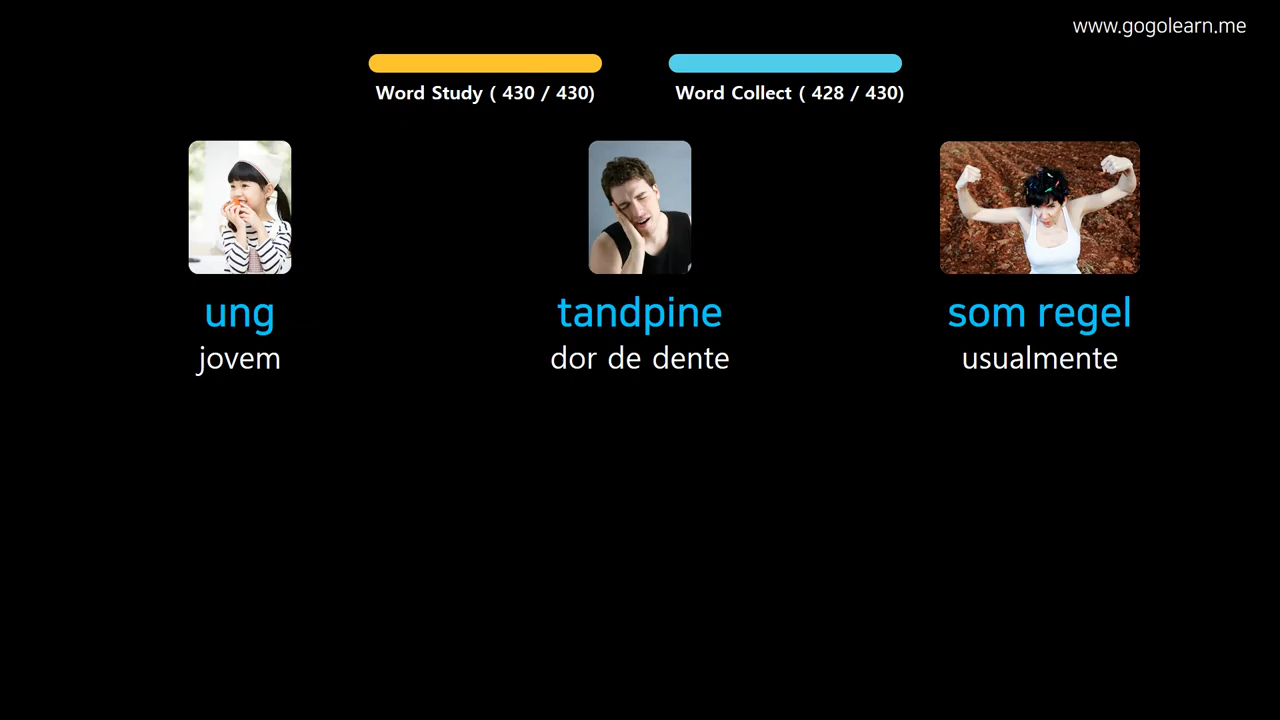 www.gogolearn.me
Word Study ( 430 / 430)
Word Collect ( 428 / 430)
ung
tandpine
som regel
jovem
dor de dente
usualmente